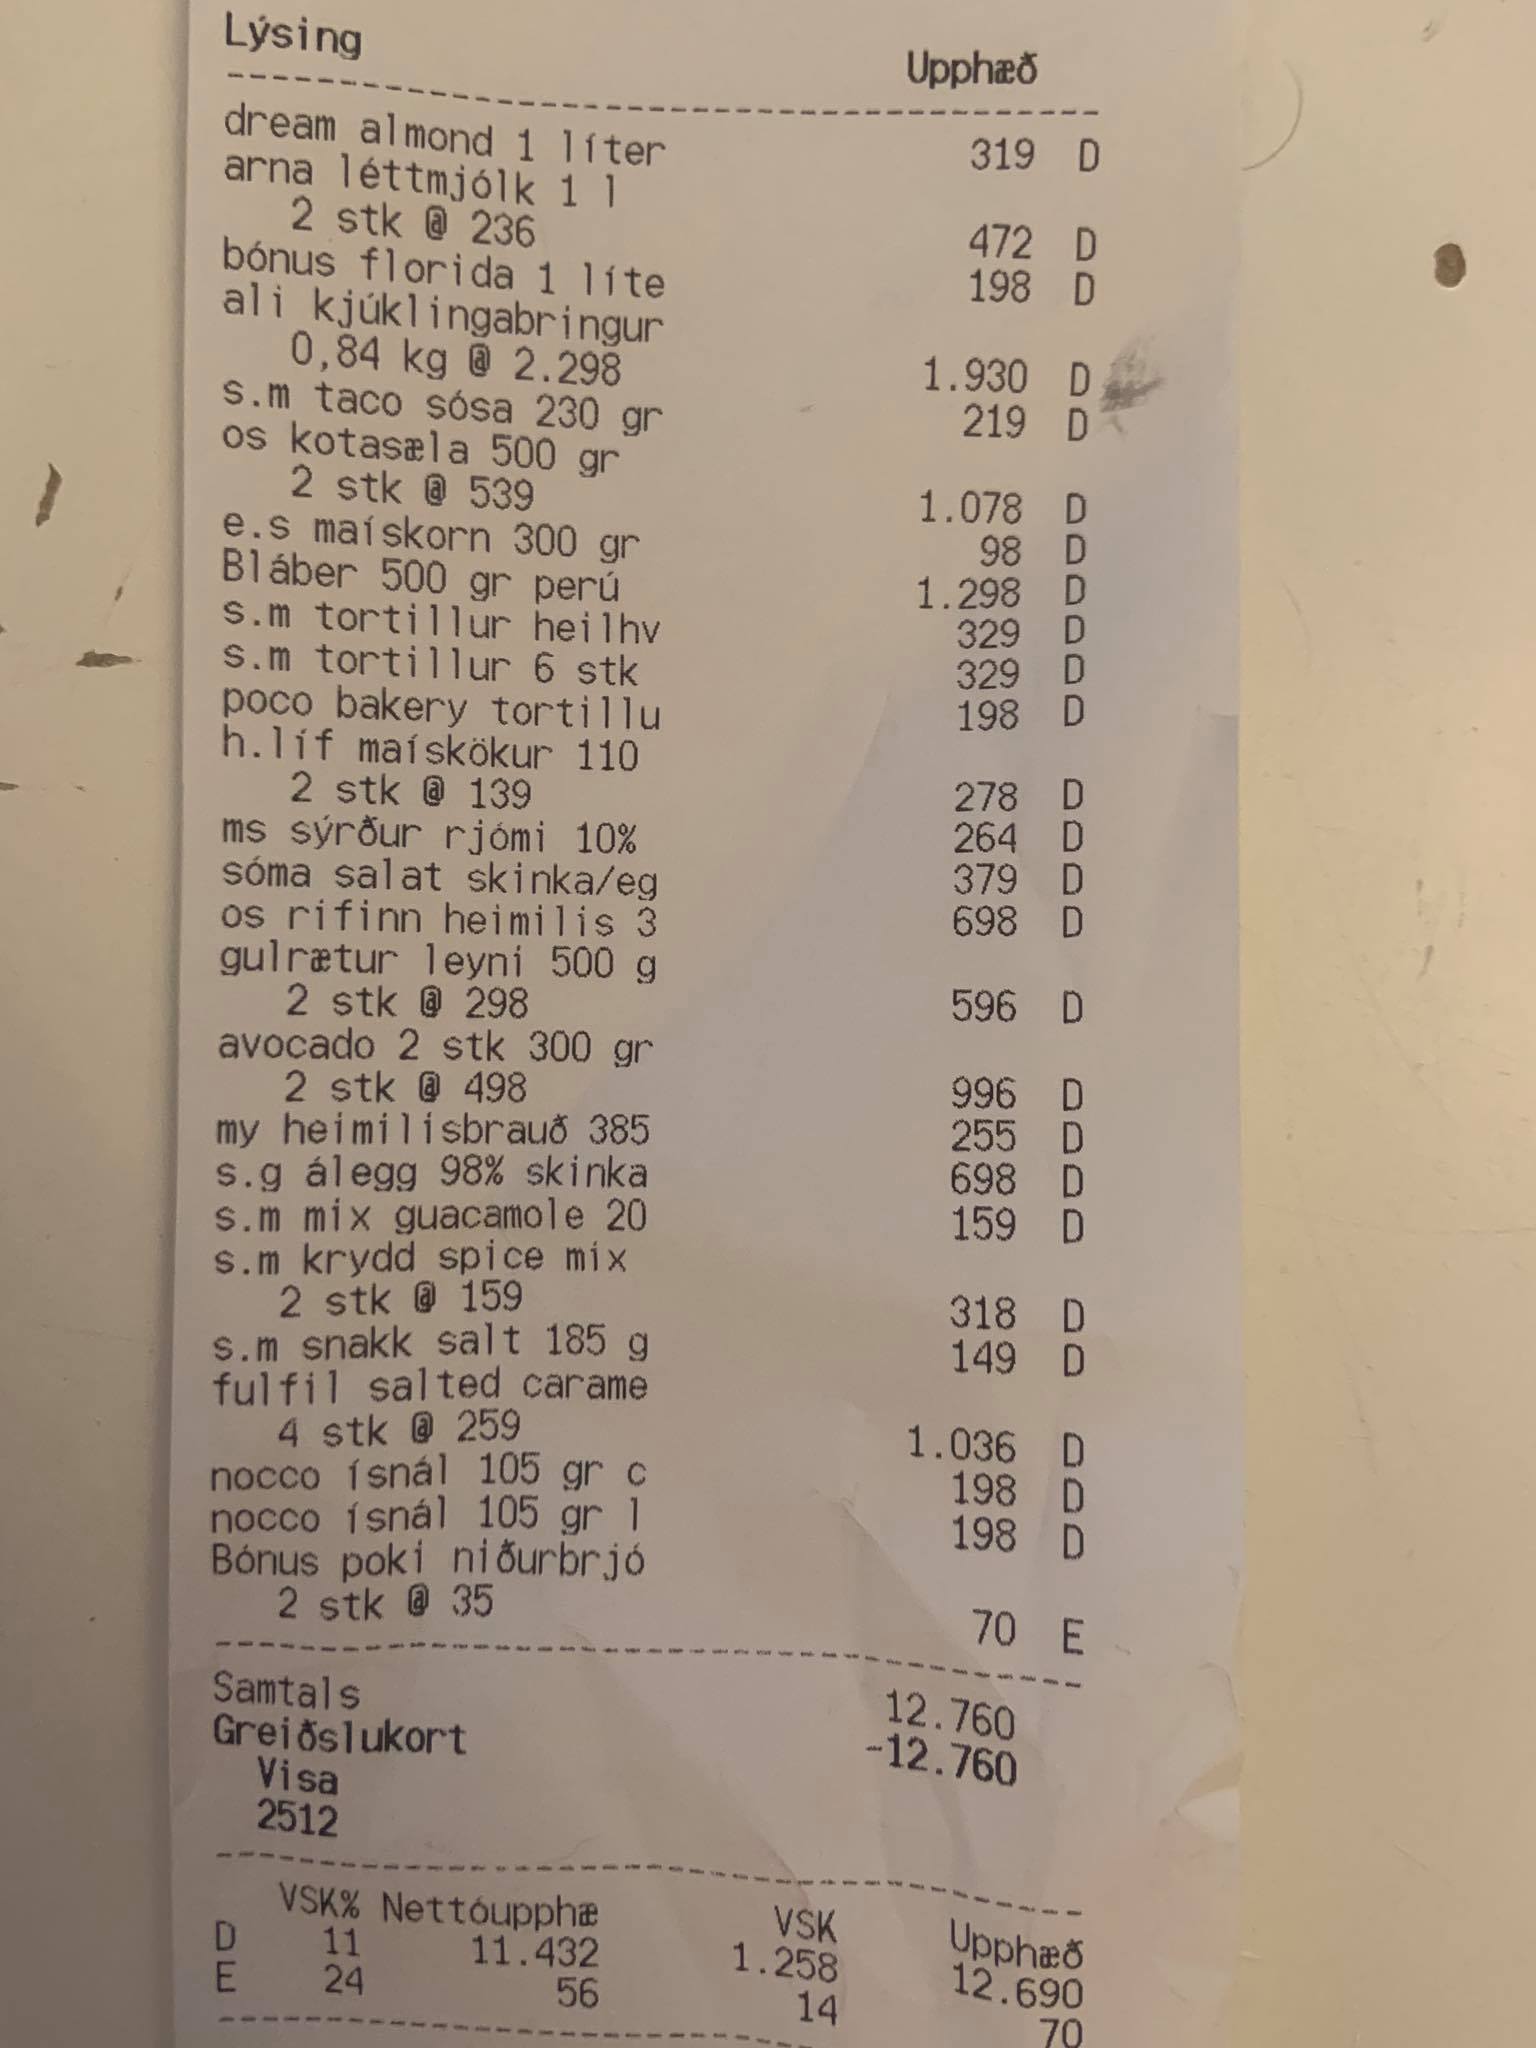 Lýsing Upphæð
dream almond 1 líter 319 D
arna léttmjólk 1 l
2 stk @ 236 472 D
bónus florida 1 líte 198 D
ali kjúklingabringur
0,84 kg @ 2.298 1.930 D
s.m taco sósa 230 gr 219 D
os kotasæla 500 gr
2 stk @ 539 1.078 D
e.s maískorn 300 gr 98 D
Bláber 500 gr perú 1.298 D
s.m tortillur heilhv 329 D
s.m tortillur 6 stk 329 D
poco bakery tortillu 198 D
h.líf maískökur 110
2 stk @ 139 278 D
ms sýrður rjómi 10% 264 D
sóma salat skinka/eg 379 D
os rifinn heimilis 3 698 D
gulrætur leyni 500 g
2 stk @ 298 596 D
avocado 2 stk 300 gr
2 stk @ 498 996 D
my heimilisbrauð 385 255 D
s.g álegg 98% skinka 698 D
s.m mix guacamole 20 159 D
s.m krydd spice mix
2 stk @ 159 318 D
s.m snakk salt 185 g 149 D
fulfil salted carame
4 stk @ 259 1.036 D
nocco ísnál 105 gr c 198 D
nocco ísnál 105 gr l 198 D
Bónus poki niðurbrjó
2 stk @ 35 70 E
Samtals 12.760
Greiðslukort -12.760
Visa
2512
VSK% Nettóupphæ VSK Upphæð
D 11 11.432 1.258 12.690
E 24 56 14 70